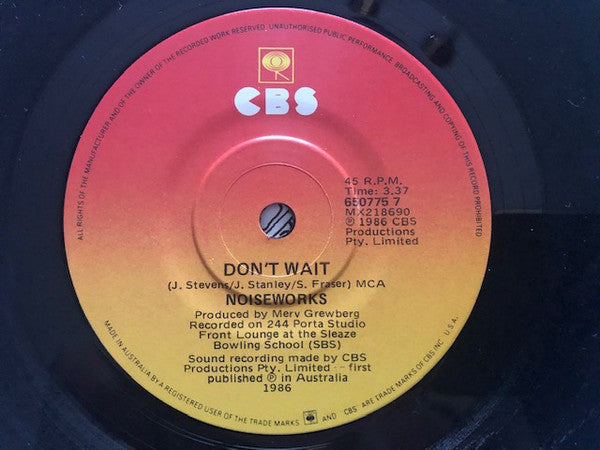 ALL RIGHTS OF THE MANUFACTURER AND OF THE OWNER OF THE RECORDED WORK RESERVED. UNAUTHORISED PUBLIC PERFORMANCE, BROADCASTING AND COPYING OF THIS RECORD PROHIBITED
CBS
45 R.P.M.
Time: 3.37
650775 7
MX218690
℗ 1986 CBS
Productions
Pty. Limited
DON'T WAIT
(J. Stevens/J. Stanley/S. Fraser) MCA
NOISEWORKS
Produced by Merv Grewberg
Recorded on 244 Porta Studio
Front Lounge at the Sleaze
Bowling School (SBS)
Sound recording made by CBS
Productions Pty. Limited -- first
published ℗ in Australia
1986
MADE IN AUSTRALIA BY A REGISTERED USER OF THE TRADE MARKS AND CBS ARE TRADE MARKS OF CBS INC. U.S.A.